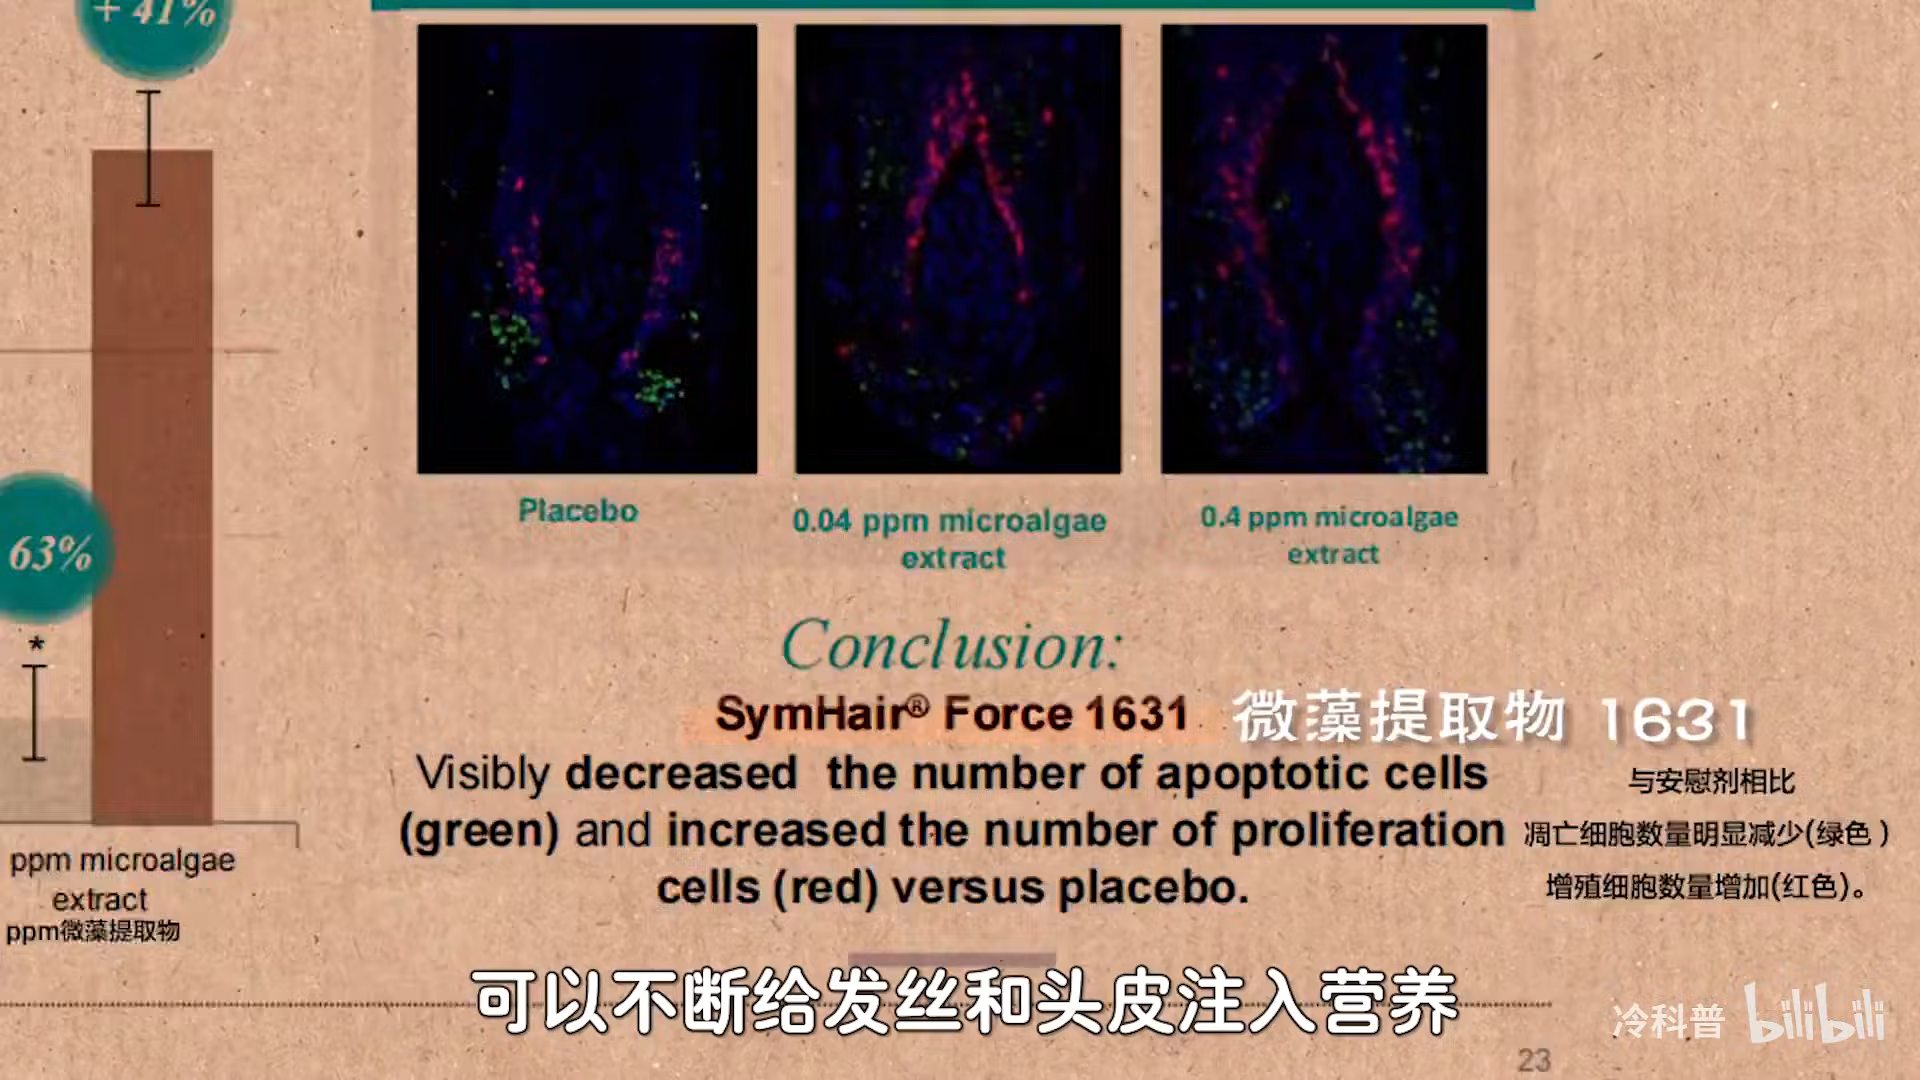 + 41%
63%
*
ppm microalgae
extract
ppm微藻提取物
Placebo
0.04 ppm microalgae
extract
0.4 ppm microalgae
extract
Conclusion:
SymHair® Force 1631
微藻提取物 1631
Visibly decreased the number of apoptotic cells
(green) and increased the number of proliferation
cells (red) versus placebo.
与安慰剂相比
凋亡细胞数量明显减少(绿色)
增殖细胞数量增加(红色)。
可以不断给发丝和头皮注入营养
冷科普 bilibili
23